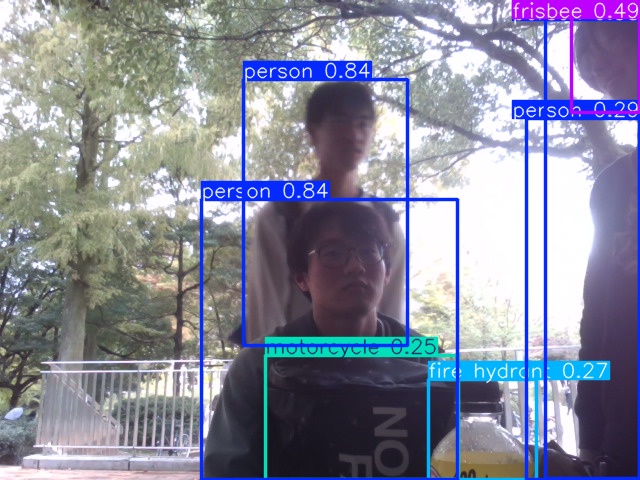 frisbee 0.49
person 0.84
person 0.29
person 0.84
motorcycle 0.25
fire hydrant 0.27
NO